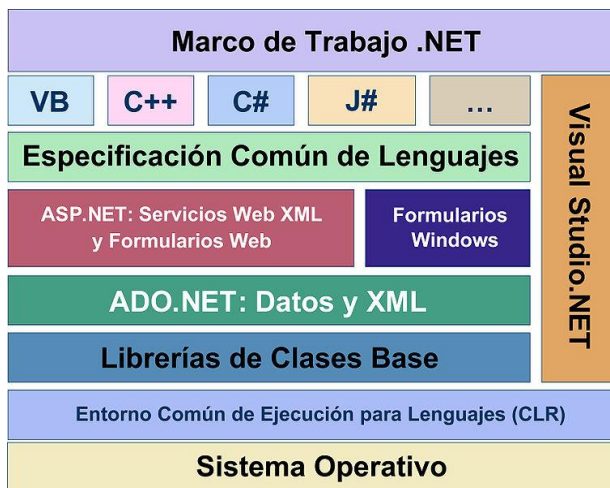 Marco de Trabajo .NET
VB
C++
C#
J#
...
Visual Studio.NET
Especificación Común de Lenguajes
ASP.NET: Servicios Web XML
y Formularios Web
Formularios
Windows
ADO.NET: Datos y XML
Librerías de Clases Base
Entorno Común de Ejecución para Lenguajes (CLR)
Sistema Operativo